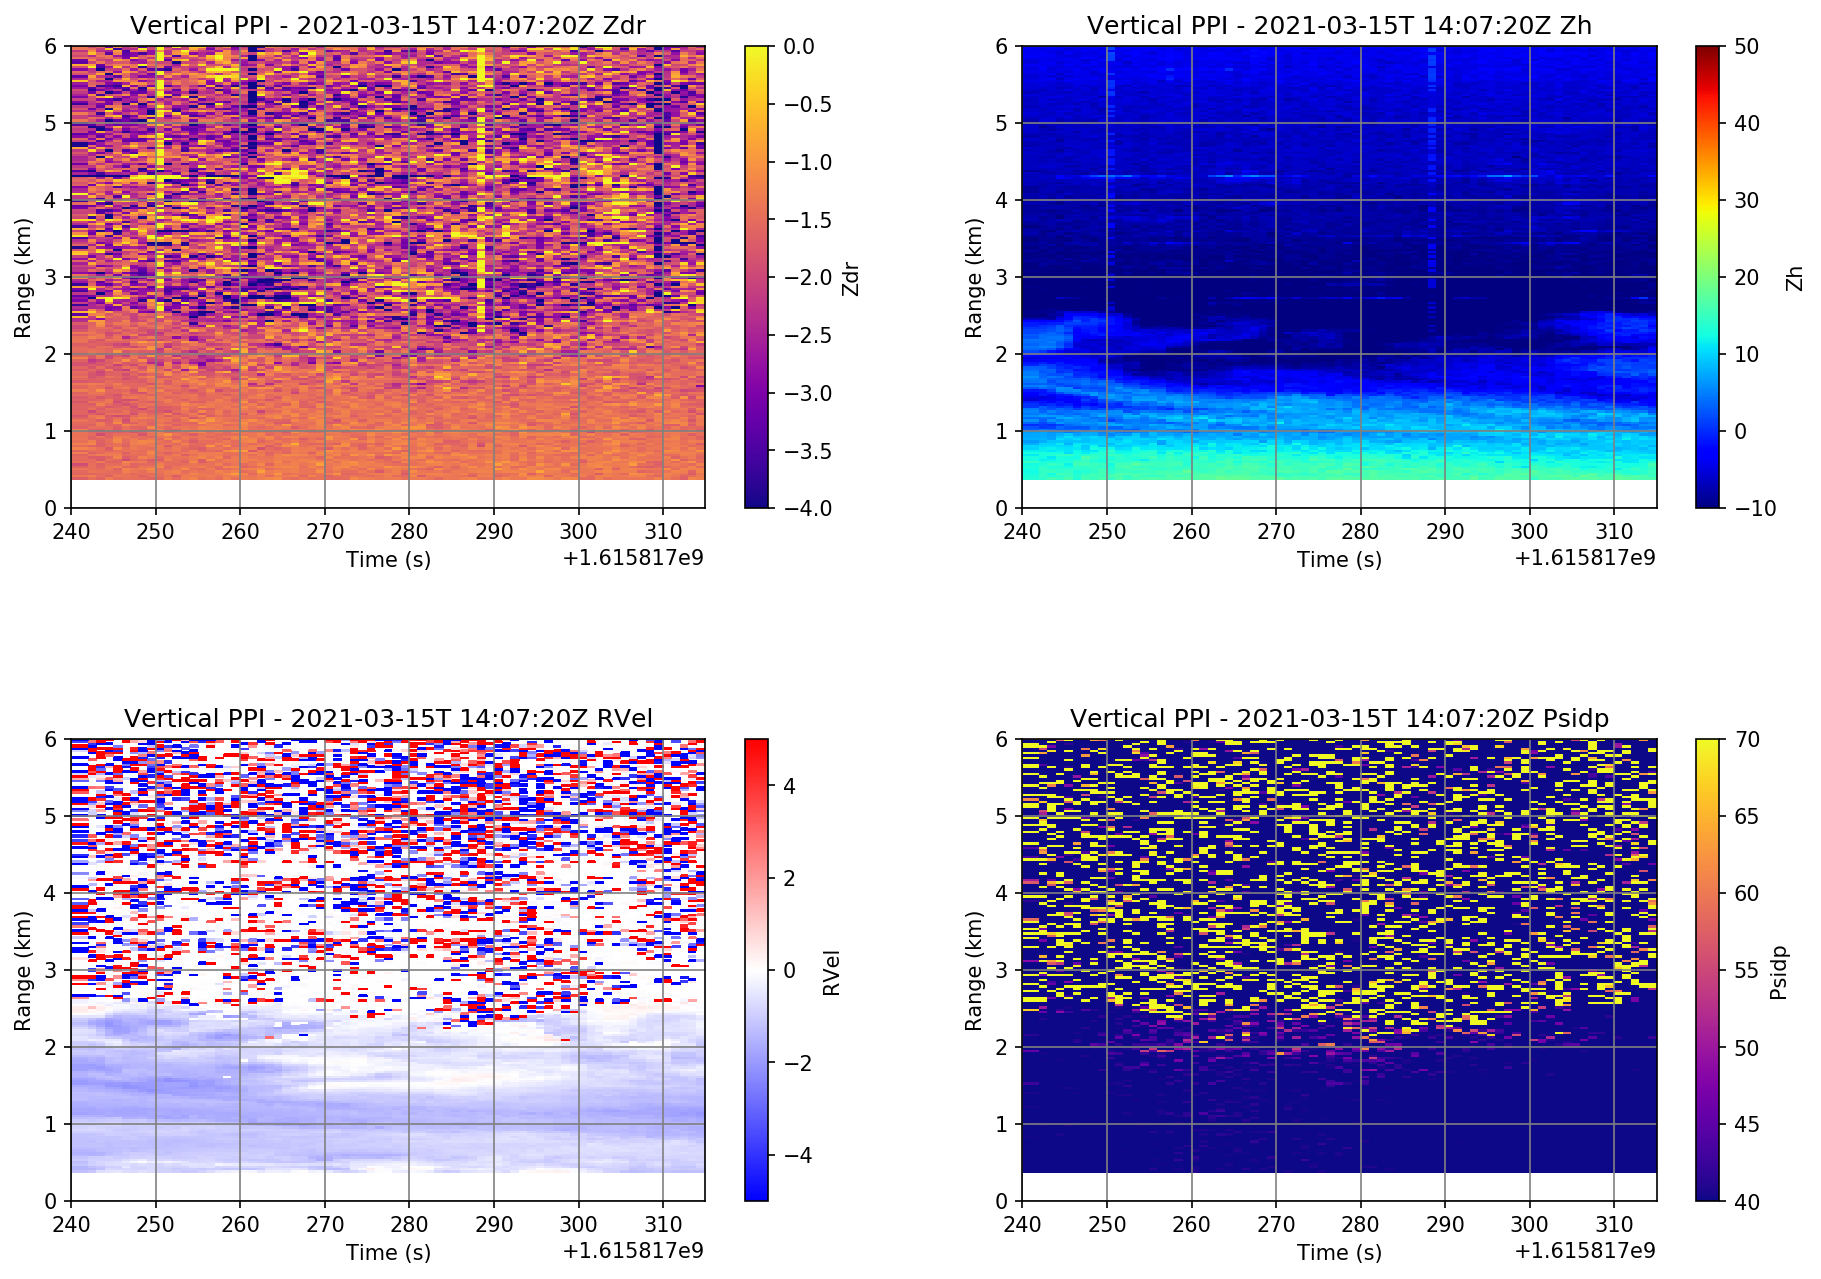 Vertical PPI - 2021-03-15T 14:07:20Z Zdr
6
5
4
3
2
1
0
Range (km)
240 250 260 270 280 290 300 310
Time (s)
+1.615817e9
0.0
−0.5
−1.0
−1.5
−2.0
−2.5
−3.0
−3.5
−4.0
Zdr
Vertical PPI - 2021-03-15T 14:07:20Z Zh
6
5
4
3
2
1
0
Range (km)
240 250 260 270 280 290 300 310
Time (s)
+1.615817e9
50
40
30
20
10
0
−10
Zh
Vertical PPI - 2021-03-15T 14:07:20Z RVel
6
5
4
3
2
1
0
Range (km)
240 250 260 270 280 290 300 310
Time (s)
+1.615817e9
4
2
0
−2
−4
RVel
Vertical PPI - 2021-03-15T 14:07:20Z Psidp
6
5
4
3
2
1
0
Range (km)
240 250 260 270 280 290 300 310
Time (s)
+1.615817e9
70
65
60
55
50
45
40
Psidp